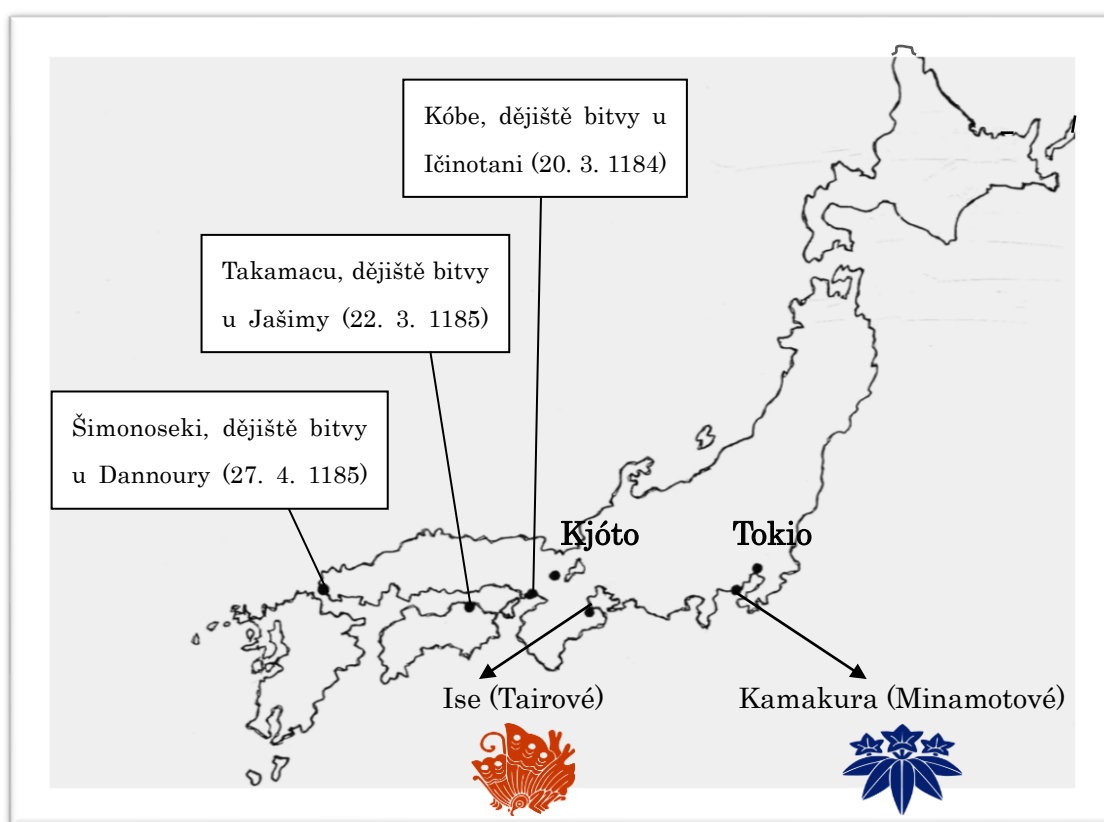 Kóbe, dějiště bitvy u
Ičinotani (20. 3. 1184)
Takamacu, dějiště bitvy
u Jašimy (22. 3. 1185)
Šimonoseki, dějiště bitvy
u Dannoury (27. 4. 1185)
Kjóto
Tokio
Ise (Tairové)
Kamakura (Minamotové)